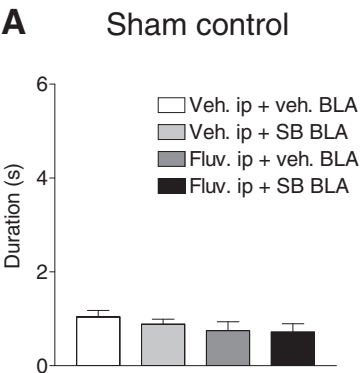 A Sham control
6
4
2
0
Duration (s)
Veh. ip + veh. BLA
Veh. ip + SB BLA
Fluv. ip + veh. BLA
Fluv. ip + SB BLA